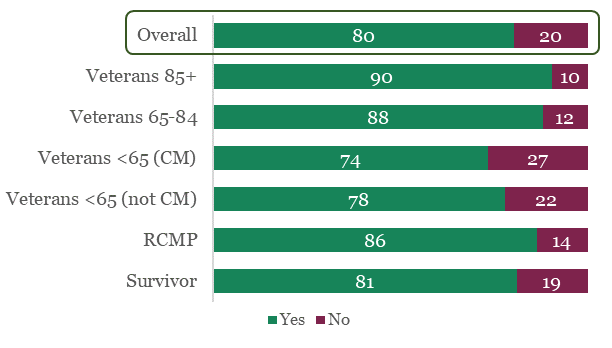 Overall 80 20
Veterans 85+ 90 10
Veterans 65-84 88 12
Veterans <65 (CM) 74 27
Veterans <65 (not CM) 78 22
RCMP 86 14
Survivor 81 19
Yes No